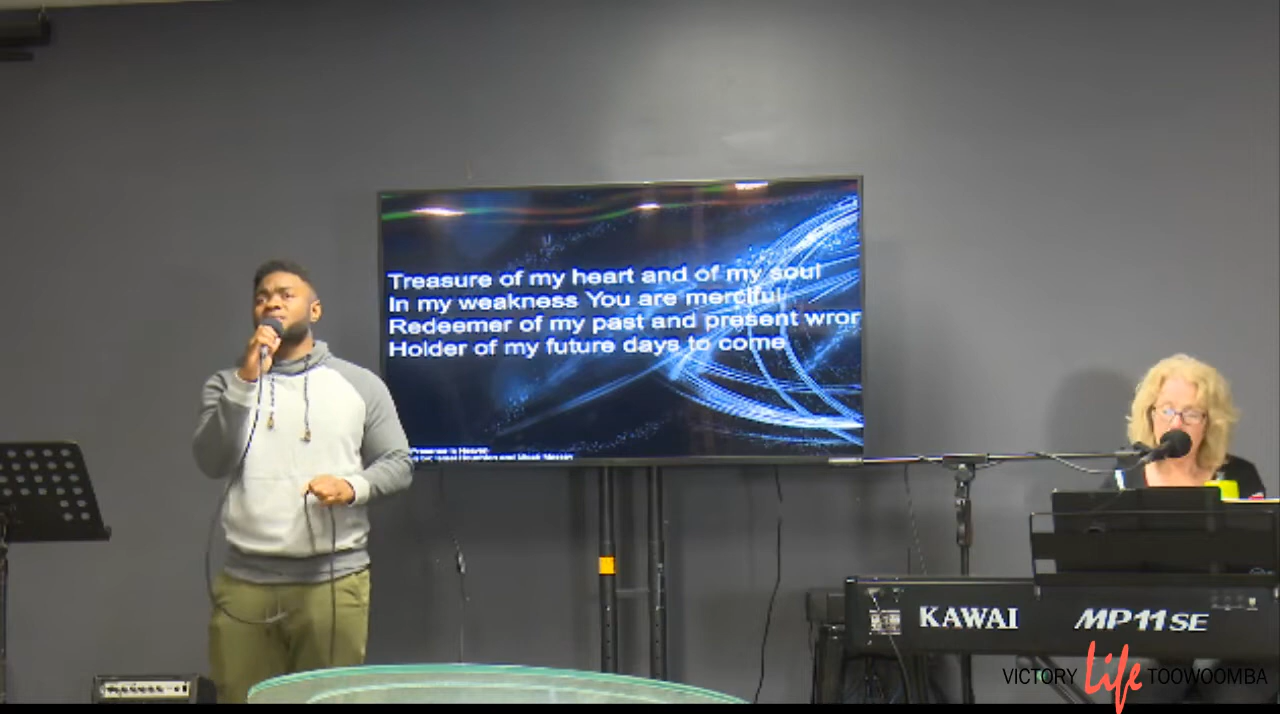 Treasure of my heart and of my soul
In my weakness You are merciful
Redeemer of my past and present wror
Holder of my future days to come
KAWAI MP11SE
VICTORY Life TOOWOOMBA